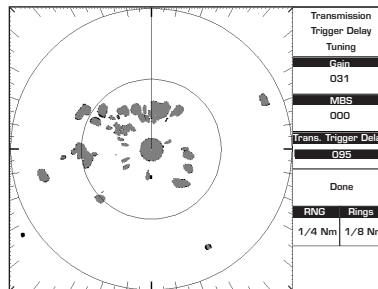 Transmission
Trigger Delay
Tuning
Gain
031
MBS
000
Trans. Trigger Dela
095
Done
RNG Rings
1/4 Nm 1/8 Nm